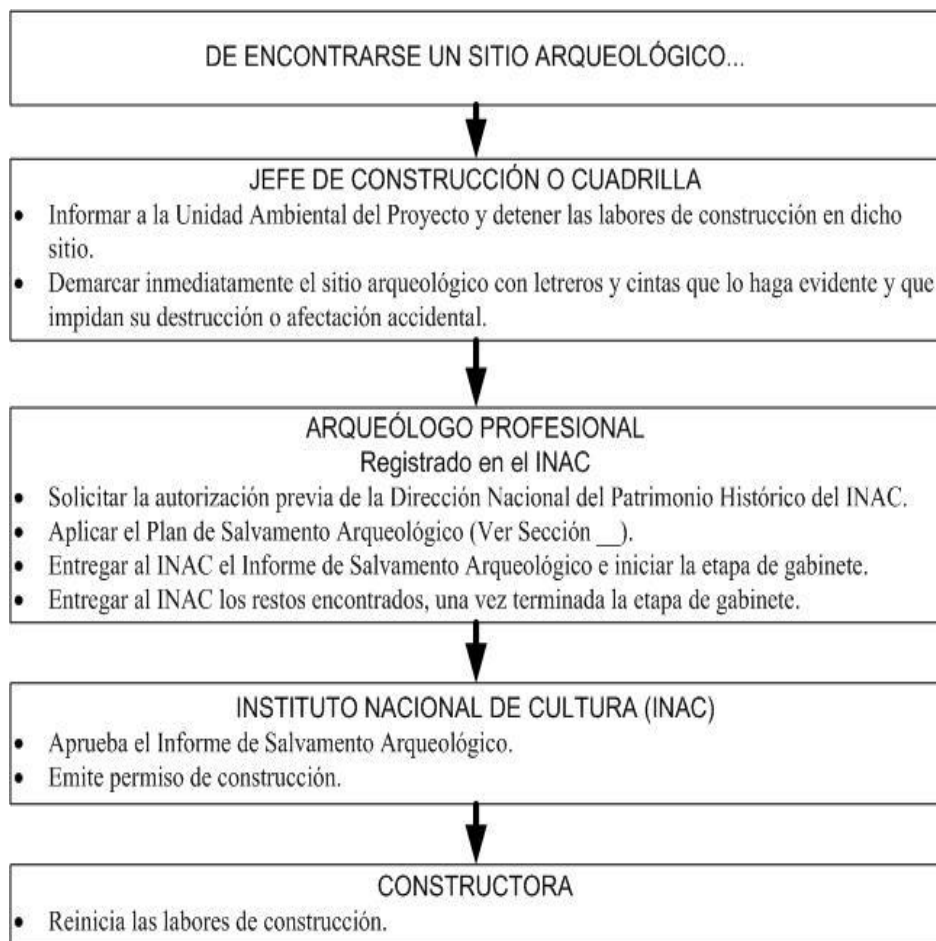 DE ENCONTRARSE UN SITIO ARQUEOLÓGICO...
JEFE DE CONSTRUCCIÓN O CUADRILLA
• Informar a la Unidad Ambiental del Proyecto y detener las labores de construcción en dicho
sitio.
• Demarcar inmediatamente el sitio arqueológico con letreros y cintas que lo haga evidente y que
impidan su destrucción o afectación accidental.
ARQUEÓLOGO PROFESIONAL
Registrado en el INAC
• Solicitar la autorización previa de la Dirección Nacional del Patrimonio Histórico del INAC.
• Aplicar el Plan de Salvamento Arqueológico (Ver Sección __).
• Entregar al INAC el Informe de Salvamento Arqueológico e iniciar la etapa de gabinete.
• Entregar al INAC los restos encontrados, una vez terminada la etapa de gabinete.
INSTITUTO NACIONAL DE CULTURA (INAC)
• Aprueba el Informe de Salvamento Arqueológico.
• Emite permiso de construcción.
CONSTRUCTORA
• Reinicia las labores de construcción.